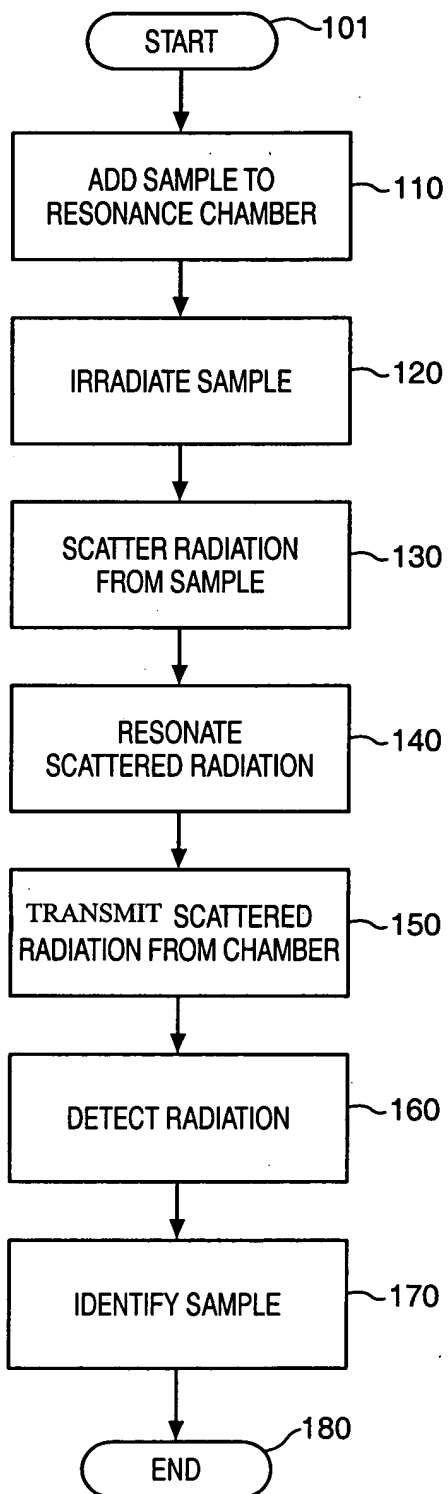 START
101
ADD SAMPLE TO
RESONANCE CHAMBER
110
IRRADIATE SAMPLE
120
SCATTER RADIATION
FROM SAMPLE
130
RESONATE
SCATTERED RADIATION
140
TRANSMIT SCATTERED
RADIATION FROM CHAMBER
150
DETECT RADIATION
160
IDENTIFY SAMPLE
170
END
180